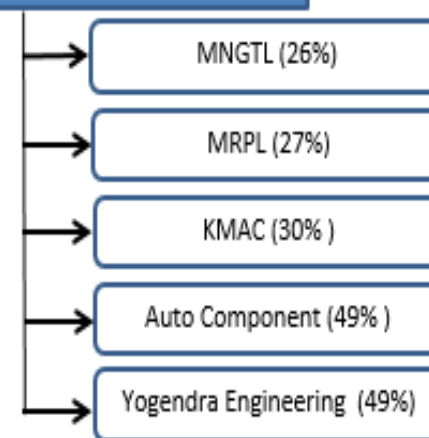 MNGTL (26%)
MRPL (27%)
KMAC (30% )
Auto Component (49% )
Yogendra Engineering  (49%)